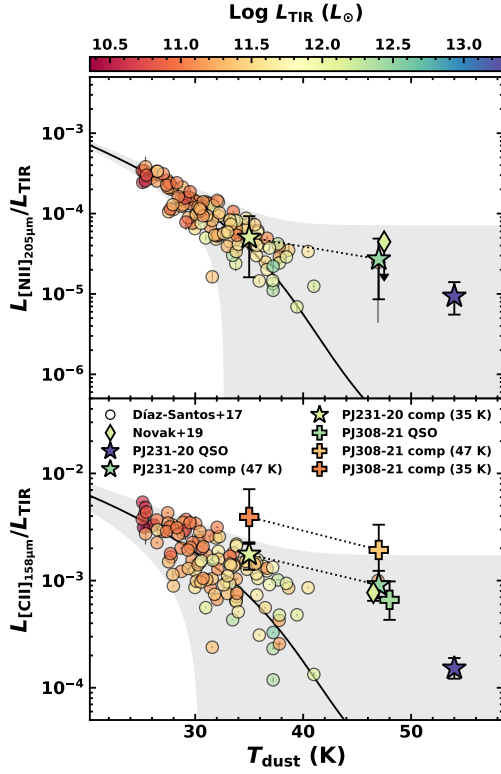 Log L_TIR (L_⊙)
10.5 11.0 11.5 12.0 12.5 13.0
10⁻³
10⁻⁴
10⁻⁵
10⁻⁶
L_[NII]205μm/L_TIR
Díaz-Santos+17
Novak+19
PJ231-20 QSO
PJ231-20 comp (47 K)
PJ231-20 comp (35 K)
PJ308-21 QSO
PJ308-21 comp (47 K)
PJ308-21 comp (35 K)
10⁻²
10⁻³
10⁻⁴
L_[CII]158μm/L_TIR
30 40 50
T_dust (K)